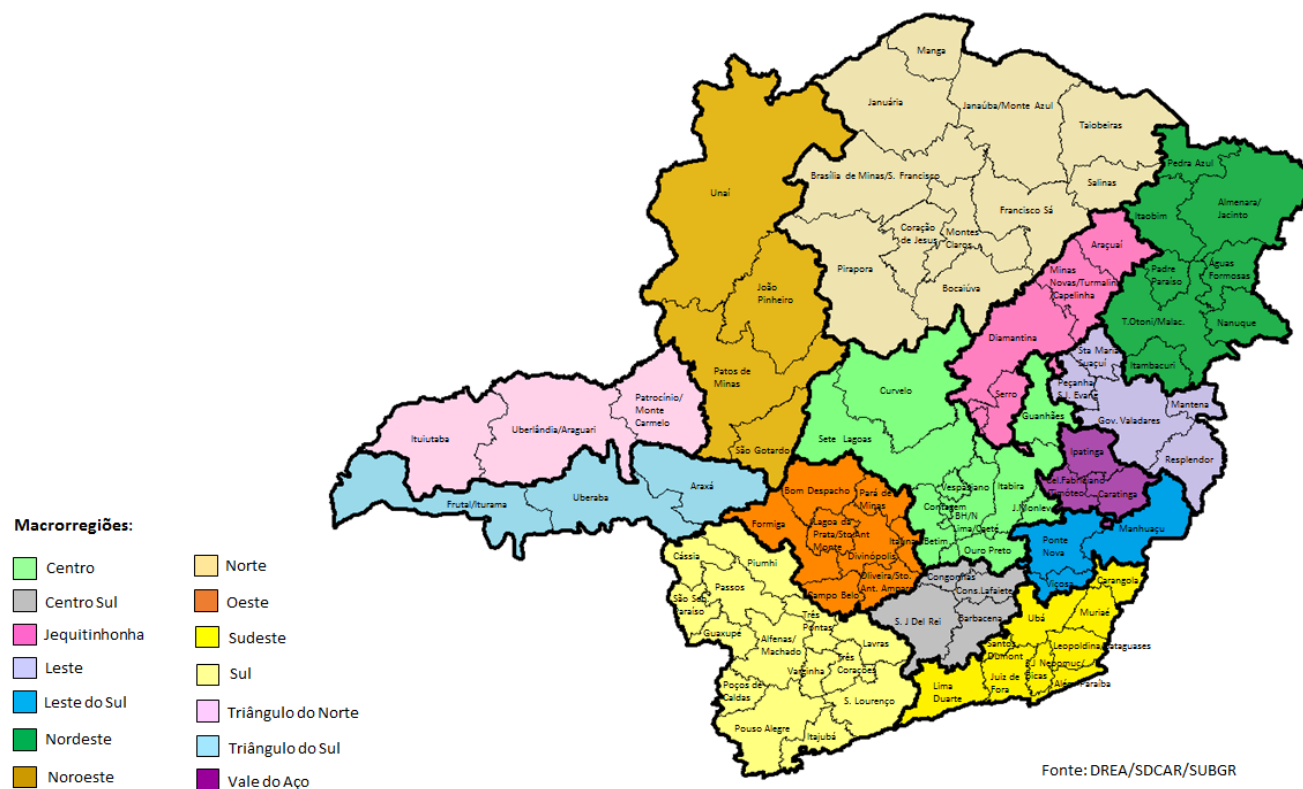 Manga
Januária
Janaúba/Monte Azul
Taiobeiras
Pedra Azul
Brasília de Minas/S. Francisco
Salinas
Unaí
Almenara/
Jacinto
Itaobim
Francisco Sá
Coração
de Jesus
Montes
Claros
Araçuaí
Pirapora
Padre
Paraíso
Águas
Formosas
Minas
Novas/Turmalin
Capelinha
João
Pinheiro
Bocaiúva
T.Otoni/Malac.
Nanuque
Diamantina
Sta Maria
Suaçuí
Itambacuri
Patos de
Minas
Curvelo
Serro
Peçanha/
S.J. Evang
Mantena
Patrocínio/
Monte
Carmelo
Guanhães
Gov. Valadares
Uberlândia/Araguari
Ituiutaba
Sete Lagoas
São Gotardo
Ipatinga
Resplendor
Araxá
Bom Despacho
Pará de
Minas
Vespasiano
Itabira
Cel.Fabriciano
Timóteo
Caratinga
Uberaba
Frutal/Iturama
Contagem
BH/N
Lima/Caeté
J.Monlev
Formiga
Lagoa da
Prata/Sto Ant
Monte
Itaúna
Betim
Ouro Preto
Ponte
Nova
Manhuaçu
Divinópolis
Cássia
Piumhi
Oliveira/Sto.
Ant. Ampar
Congonhas
Cons.Lafaiete
Viçosa
Carangola
Passos
Campo Belo
São Seb
Paraíso
Três
Pontas
S. J Del Rei
Barbacena
Ubá
Muriaé
Guaxupé
Alfenas/
Machado
Lavras
Santos
Dumont
Leopoldina/Cataguases
Três
Corações
Varginha
S.J Nepomuc/
Bicas
Poços de
Caldas
Lima
Duarte
Juiz de
Fora
Além Paraíba
S. Lourenço
Pouso Alegre
Itajubá
Macrorregiões:
Centro
Centro Sul
Jequitinhonha
Leste
Leste do Sul
Nordeste
Noroeste
Norte
Oeste
Sudeste
Sul
Triângulo do Norte
Triângulo do Sul
Vale do Aço
Fonte: DREA/SDCAR/SUBGR